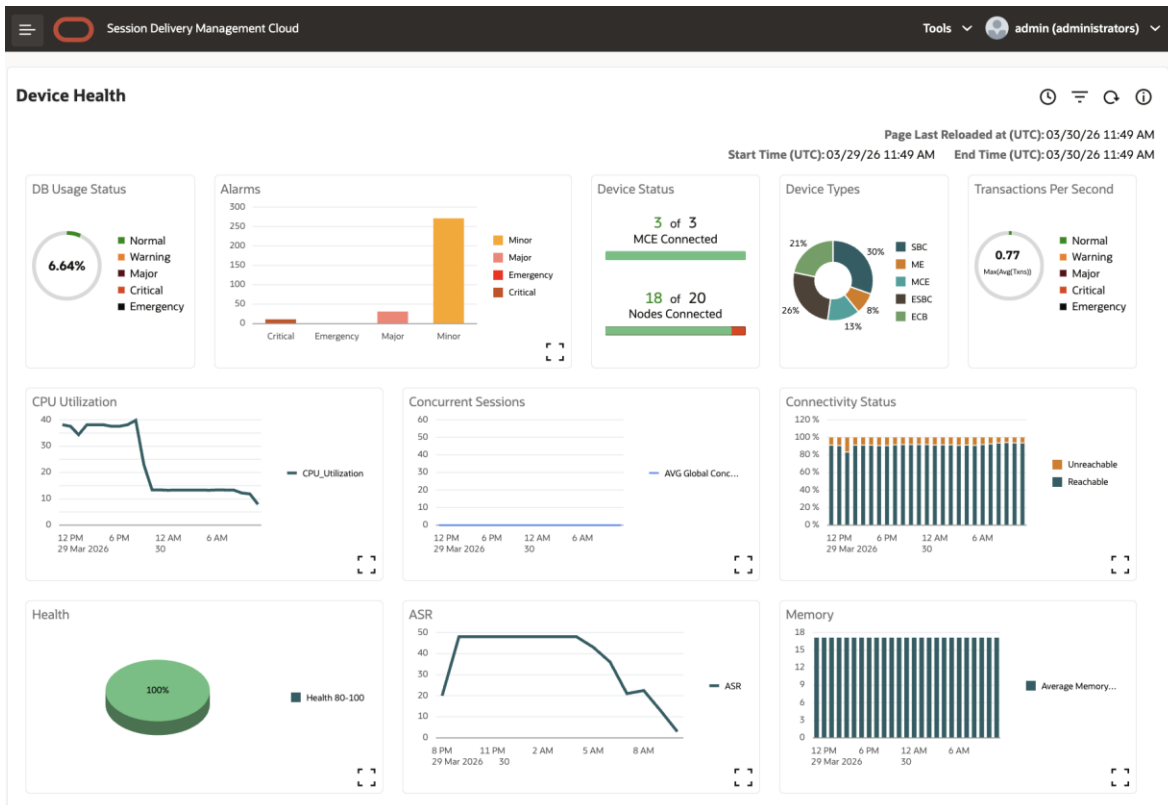 Session Delivery Management Cloud
Tools
admin (administrators)
Device Health
Page Last Reloaded at (UTC): 03/30/26 11:49 AM
Start Time (UTC): 03/29/26 11:49 AM End Time (UTC): 03/30/26 11:49 AM
DB Usage Status
6.64%
Normal
Warning
Major
Critical
Emergency
Alarms
300
250
200
150
100
50
0
Critical Emergency Major Minor
Minor
Major
Emergency
Critical
Device Status
3 of 3
MCE Connected
18 of 20
Nodes Connected
Device Types
21%
30%
26%
8%
13%
SBC
ME
MCE
ESBC
ECB
Transactions Per Second
0.77
Max(Avg(Txns))
Normal
Warning
Major
Critical
Emergency
CPU Utilization
40
30
20
10
0
12 PM 6 PM 12 AM 6 AM
29 Mar 2026 30
CPU_Utilization
Concurrent Sessions
60
50
40
30
20
10
0
12 PM 6 PM 12 AM 6 AM
29 Mar 2026 30
AVG Global Conc...
Connectivity Status
120 %
100 %
80 %
60 %
40 %
20 %
0 %
12 PM 6 PM 12 AM 6 AM
29 Mar 2026 30
Unreachable
Reachable
Health
100%
Health 80-100
ASR
50
40
30
20
10
0
8 PM 11 PM 2 AM 5 AM 8 AM
29 Mar 2026 30
ASR
Memory
18
15
12
9
6
3
0
12 PM 6 PM 12 AM 6 AM
29 Mar 2026 30
Average Memory...